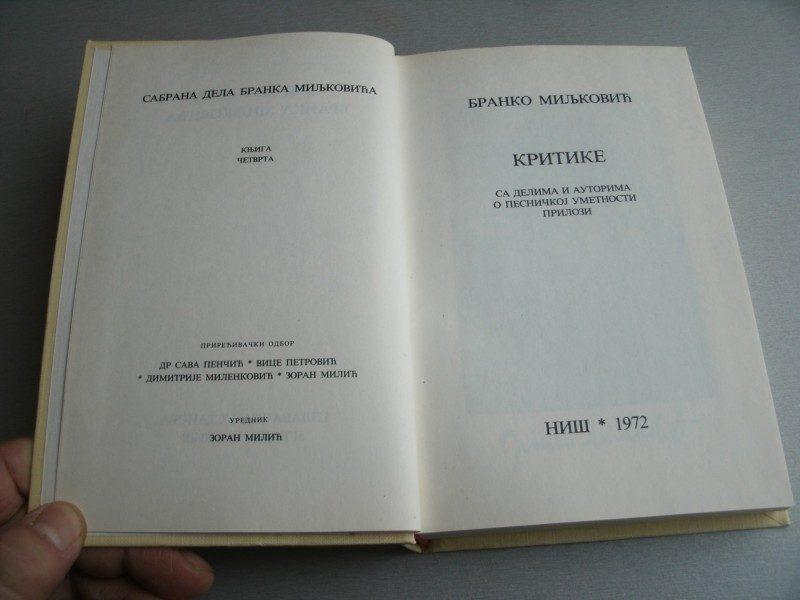 САБРАНА ДЕЛА БРАНКА МИЉКОВИЋА
КЊИГА
ЧЕТВРТА
ПРИРЕЂИВАЧКИ ОДБОР
ДР САВА ПЕНЧИЋ * ВИЦЕ ПЕТРОВИЋ
* ДИМИТРИЈЕ МИЛЕНКОВИЋ * ЗОРАН МИЛИЋ
УРЕДНИК
ЗОРАН МИЛИЋ
БРАНКО МИЉКОВИЋ
КРИТИКЕ
СА ДЕЛИМА И АУТОРИМА
О ПЕСНИЧКОЈ УМЕТНОСТИ
ПРИЛОЗИ
НИШ * 1972